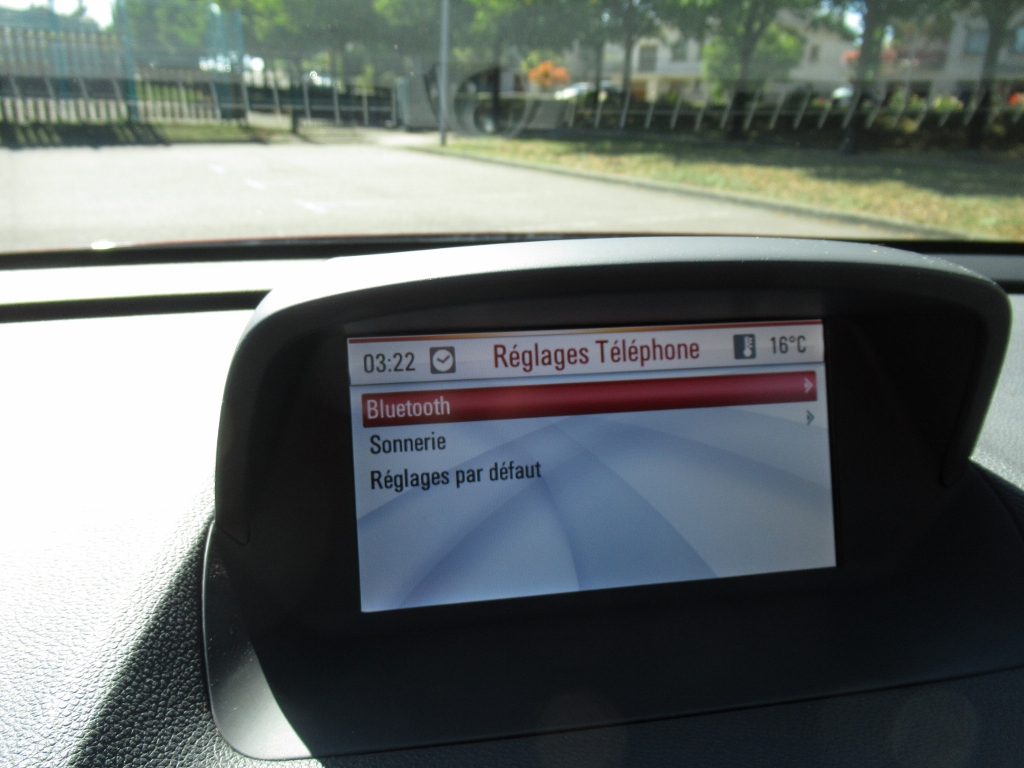 03:22 Réglages Téléphone 16°C
Bluetooth
Sonnerie
Réglages par défaut